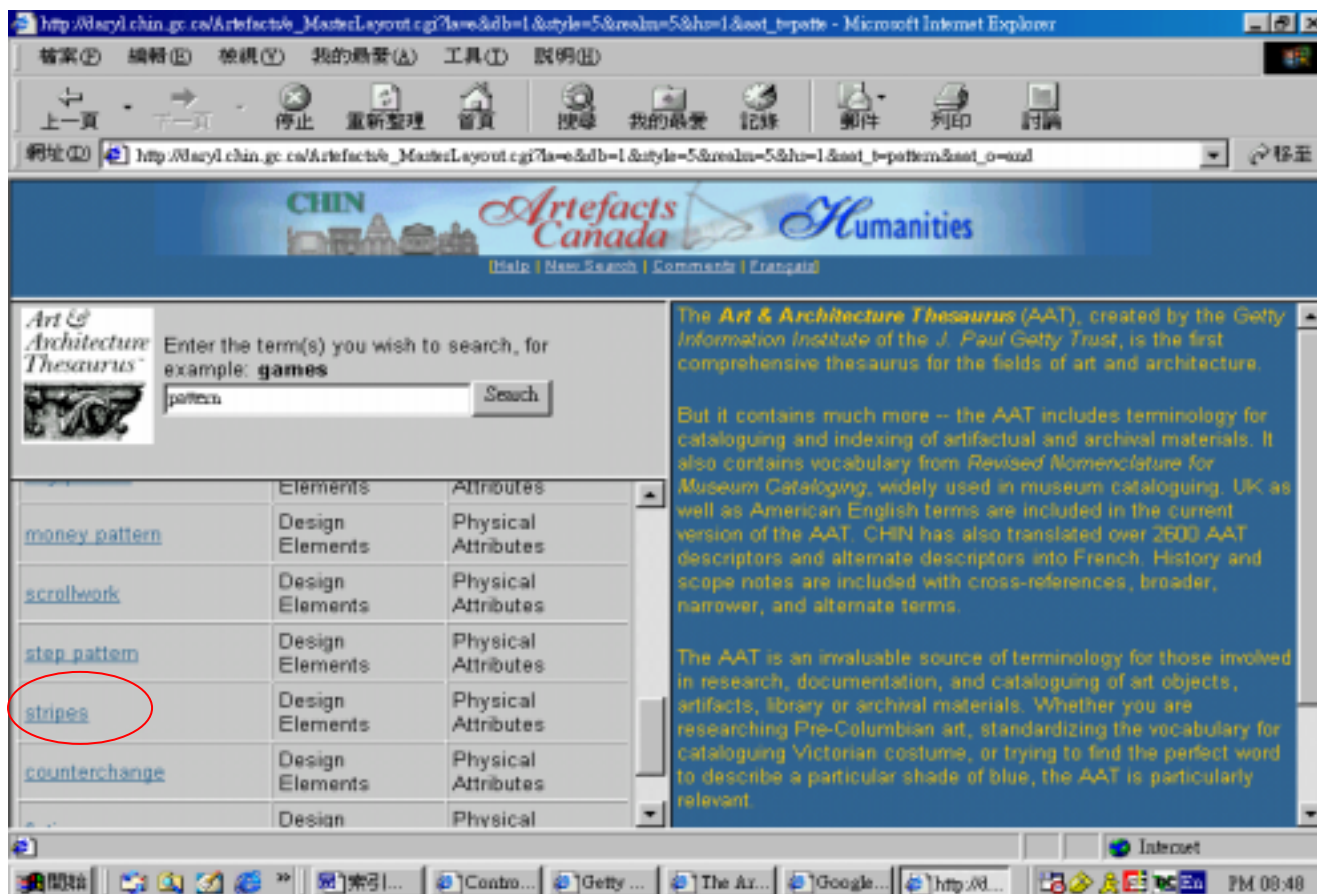 http://daryl.chin.gc.ca/Artefacts/e_MasterLayout.cgi?la=e&db=1&style=5&realm=5&hs=1&aat_t=patte - Microsoft Internet Explorer
檔案(F) 編輯(E) 檢視(V) 我的最愛(A) 工具(T) 說明(H)
上一頁 下一頁 停止 重新整理 首頁 搜尋 我的最愛 記錄 郵件 列印 討論
網址(D) http://daryl.chin.gc.ca/Artefacts/e_MasterLayout.cgi?la=e&db=1&style=5&realm=5&hs=1&aat_t=pattern&aat_o=and 移至
CHIN Artefacts Canada Humanities
[Help | New Search | Comments | Français]
Art &
Architecture
Thesaurus
Enter the term(s) you wish to search, for
example: games
pattern Search
Elements Attributes
money pattern Design Elements Physical Attributes
scrollwork Design Elements Physical Attributes
step pattern Design Elements Physical Attributes
stripes Design Elements Physical Attributes
counterchange Design Elements Physical Attributes
Design Physical
The Art & Architecture Thesaurus (AAT), created by the Getty
Information Institute of the J. Paul Getty Trust, is the first
comprehensive thesaurus for the fields of art and architecture.
But it contains much more -- the AAT includes terminology for
cataloguing and indexing of artifactual and archival materials. It
also contains vocabulary from Revised Nomenclature for
Museum Cataloging, widely used in museum cataloguing. UK as
well as American English terms are included in the current
version of the AAT. CHIN has also translated over 2600 AAT
descriptors and alternate descriptors into French. History and
scope notes are included with cross-references, broader,
narrower, and alternate terms.
The AAT is an invaluable source of terminology for those involved
in research, documentation, and cataloguing of art objects,
artifacts, library or archival materials. Whether you are
researching Pre-Columbian art, standardizing the vocabulary for
cataloguing Victorian costume, or trying to find the perfect word
to describe a particular shade of blue, the AAT is particularly
relevant.
Internet
開始 索引... Contro... Getty ... The Ar... Google... http://d... En PM 08:48